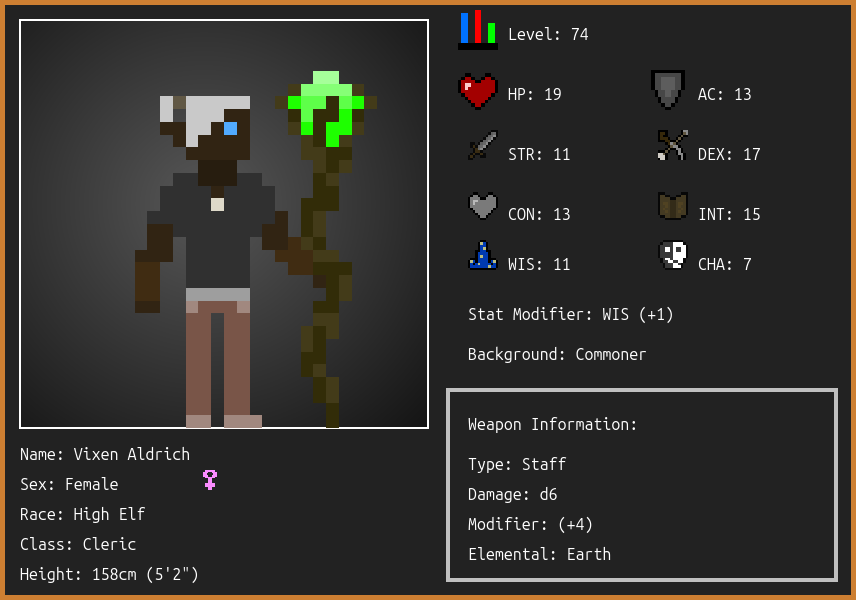 Level: 74
HP: 19
AC: 13
STR: 11
DEX: 17
CON: 13
INT: 15
WIS: 11
CHA: 7
Stat Modifier: WIS (+1)
Background: Commoner
Weapon Information:
Type: Staff
Damage: d6
Modifier: (+4)
Elemental: Earth
Name: Vixen Aldrich
Sex: Female
Race: High Elf
Class: Cleric
Height: 158cm (5'2")